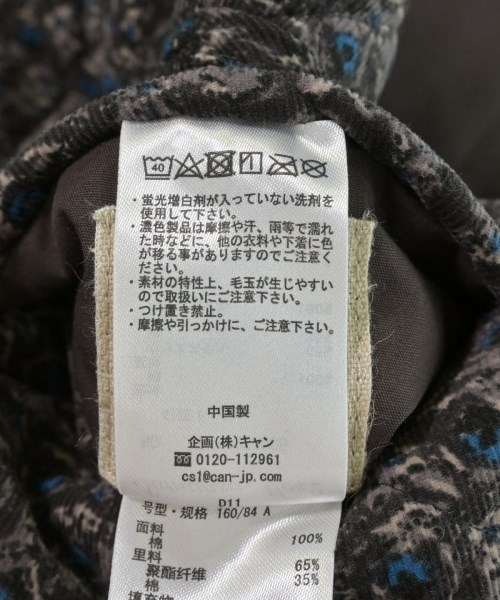 40
・蛍光増白剤が入っていない洗剤を
使用して下さい。
・濃色製品は摩擦や汗、雨等で濡れ
た時などに、他の衣料や下着に色
が移る事がありますのでご注意く
ださい。
・素材の特性上、毛玉が生じやすい
ので取扱いにご注意下さい。
・つけ置き禁止。
・摩擦や引っかけに、ご注意下さい。
中国製
企画(株)キャン
0120-112961
cs1@can-jp.com
D11
号型・规格 160/84 A
面料
棉 100%
里料
聚酯纤维 65%
棉 35%
填充物